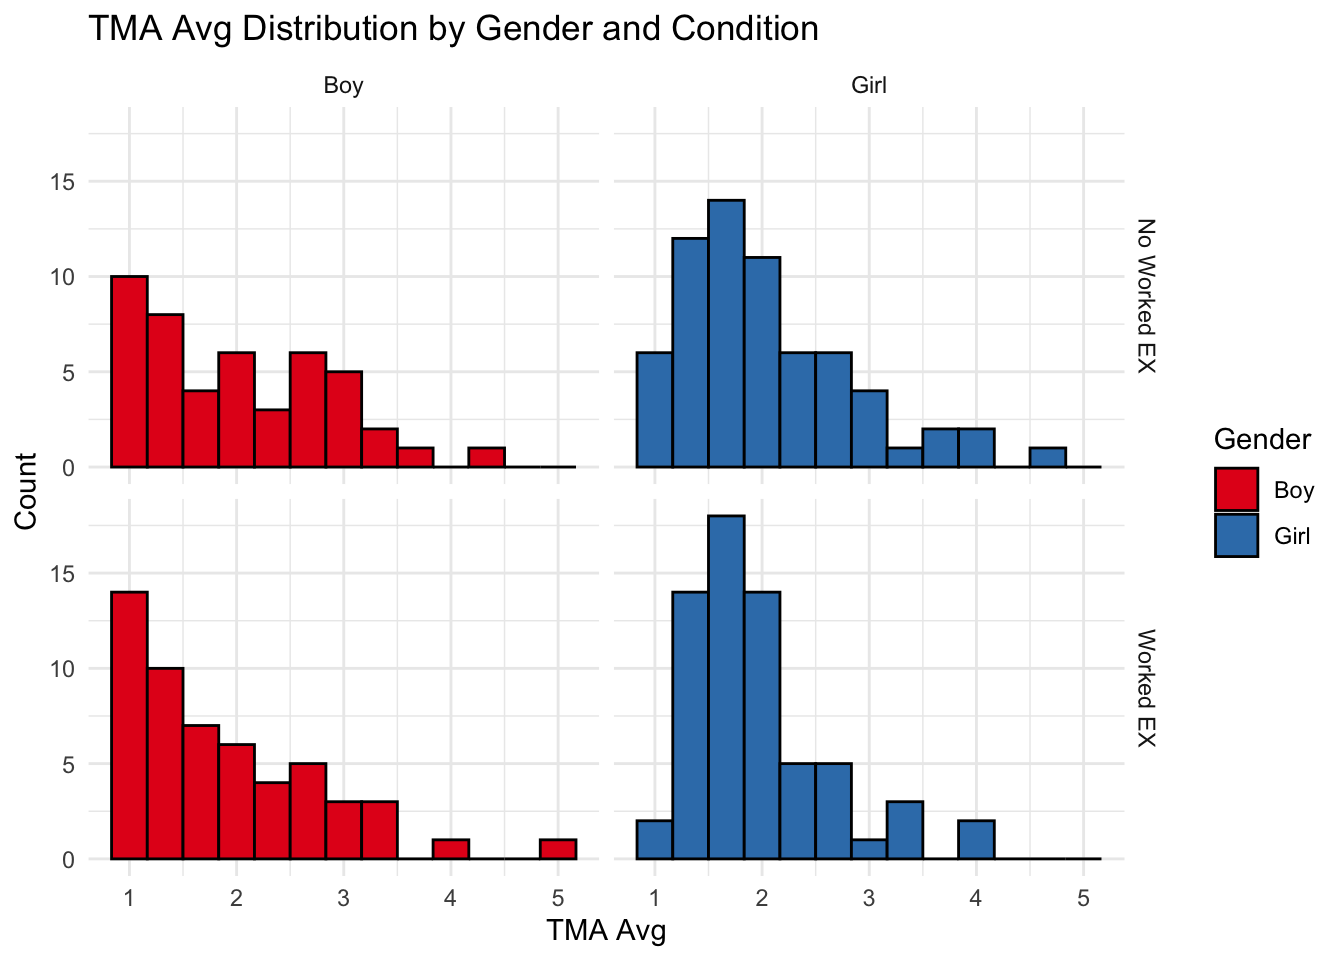 TMA Avg Distribution by Gender and Condition
Boy
Girl
15
10
5
0
No Worked EX
15
10
5
0
Worked EX
Count
1 2 3 4 5
1 2 3 4 5
TMA Avg
Gender
Boy
Girl